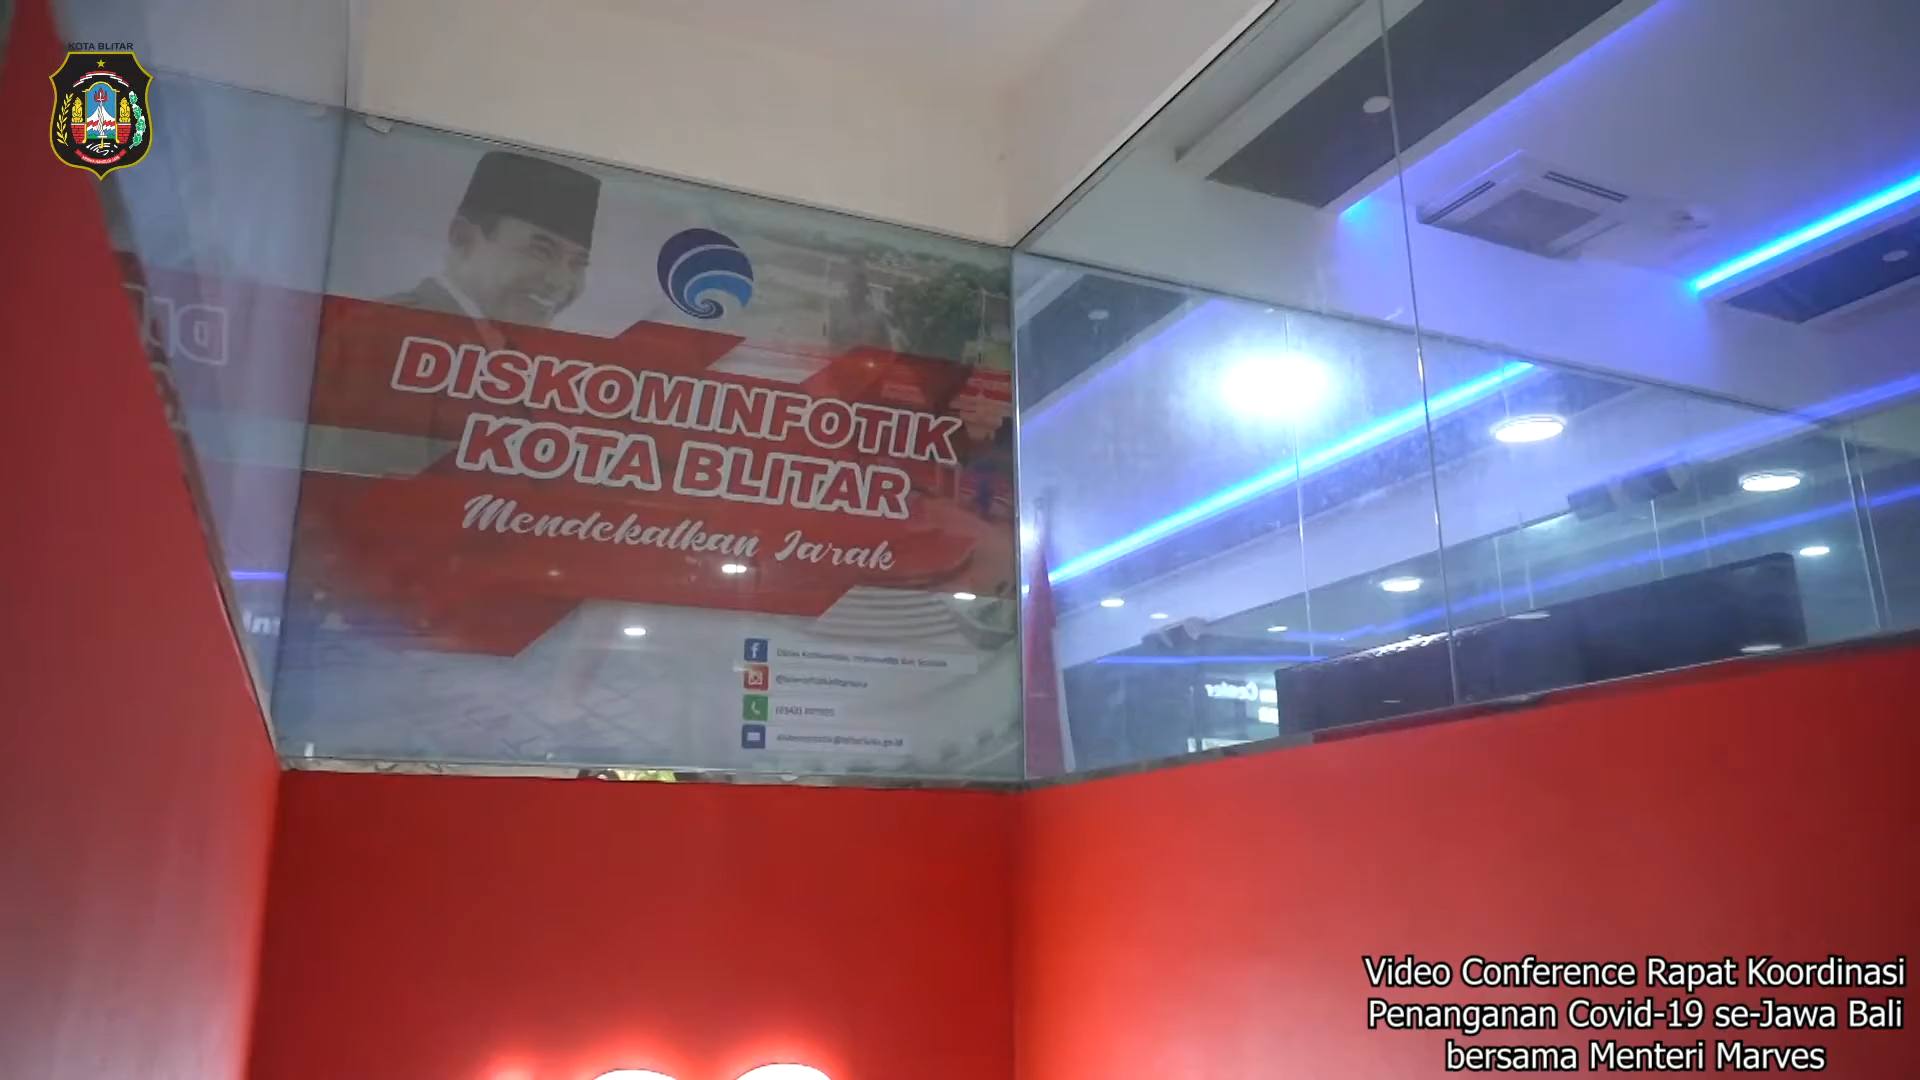 KOTA BLITAR
DISKOMINFOTIK
KOTA BLITAR
Mendekatkan Jarak
Center
Video Conference Rapat Koordinasi
Penanganan Covid-19 se-Jawa Bali
bersama Menteri Marves